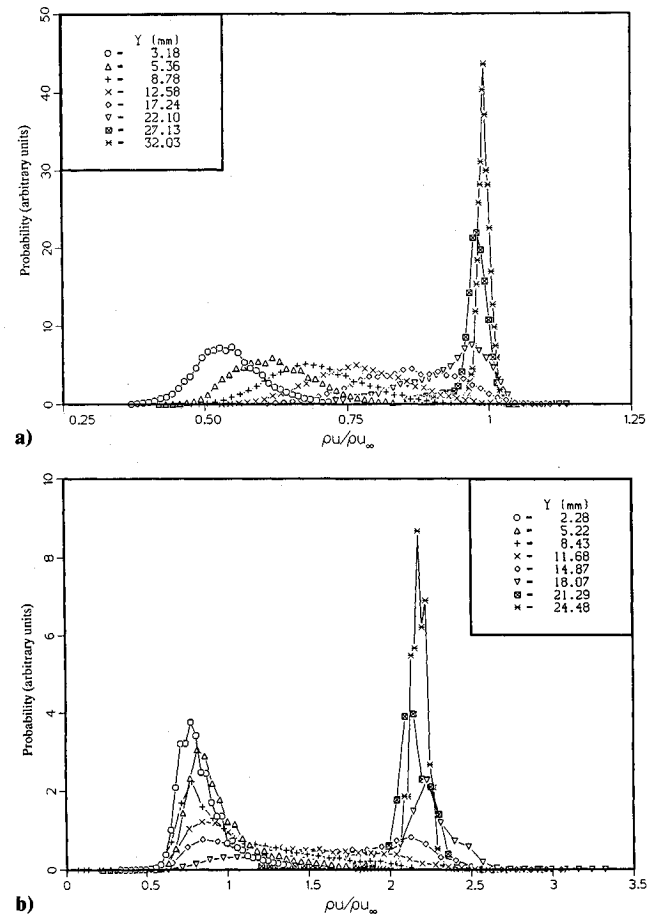 50
40
30
20
10
0
Probability (arbitrary units)
Y (mm)
○ - 3.18
△ - 5.36
+ - 8.78
× - 12.58
◇ - 17.24
▽ - 22.10
⊠ - 27.13
✳ - 32.03
0.25
0.50
0.75
1
1.25
ρu/ρu∞
a)
10
8
6
4
2
0
Probability (arbitrary units)
Y (mm)
○ - 2.28
△ - 5.22
+ - 8.43
× - 11.68
◇ - 14.87
▽ - 18.07
⊠ - 21.29
✳ - 24.48
0
0.5
1
1.5
2
2.5
3
3.5
ρu/ρu∞
b)